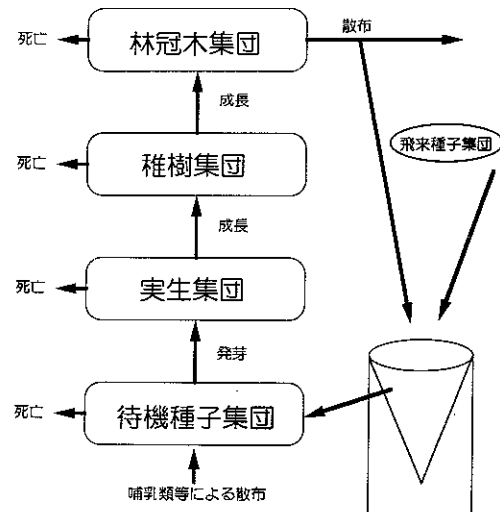 散布
死亡
林冠木集団
成長
飛来種子集団
死亡
稚樹集団
成長
死亡
実生集団
発芽
死亡
待機種子集団
哺乳類等による散布